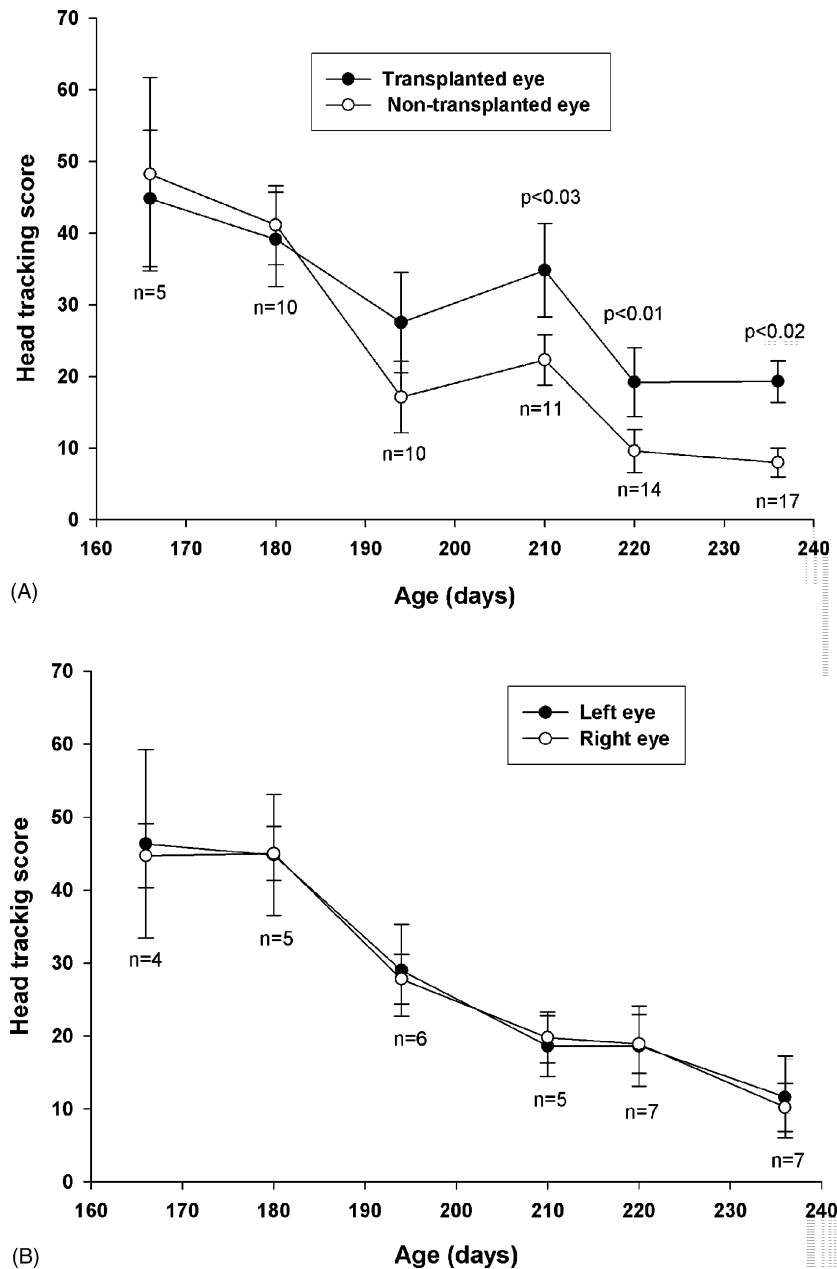 70
60
50
40
30
20
10
0
Head tracking score
Transplanted eye
Non-transplanted eye
n=5
n=10
n=10
p<0.03
n=11
p<0.01
n=14
p<0.02
n=17
160 170 180 190 200 210 220 230 240
Age (days)
(A)
70
60
50
40
30
20
10
0
Head trackig score
Left eye
Right eye
n=4
n=5
n=6
n=5
n=7
n=7
160 170 180 190 200 210 220 230 240
Age (days)
(B)